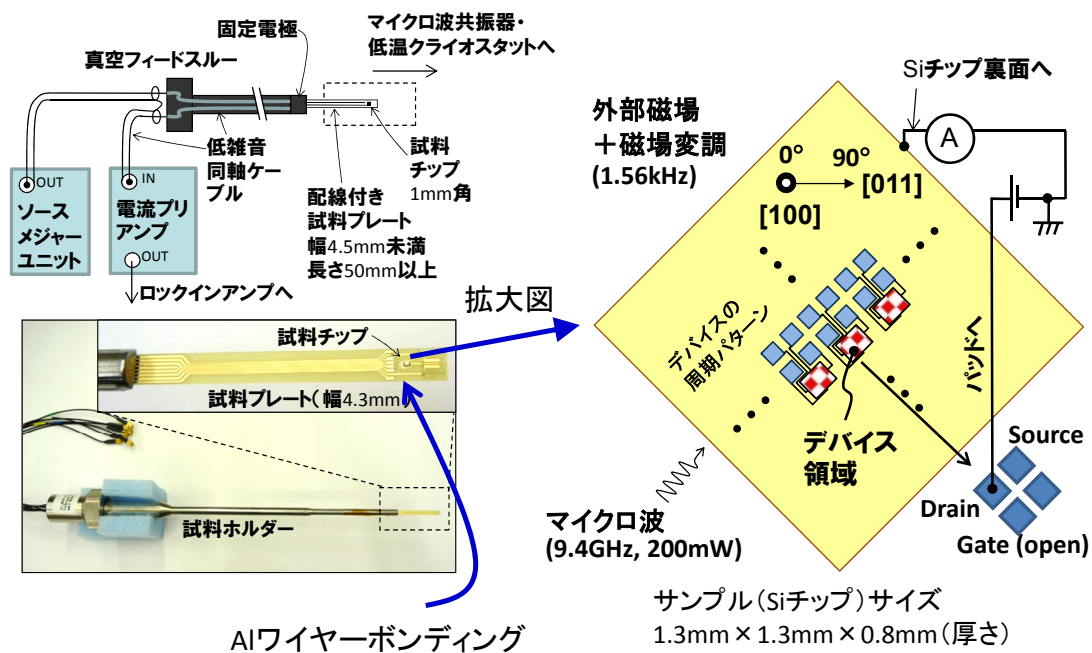 固定電極
マイクロ波共振器・
低温クライオスタットへ
真空フィードスルー
低雑音
同軸ケー
ブル
試料
チップ
1mm角
配線付き
試料プレート
幅4.5mm未満
長さ50mm以上
OUT
ソース
メジャー
ユニット
IN
電流プリ
アンプ
OUT
ロックインアンプへ
拡大図
試料チップ
試料プレート(幅4.3mm)
試料ホルダー
Alワイヤーボンディング
外部磁場
+磁場変調
(1.56kHz)
Siチップ裏面へ
A
0° 90°
[011]
[100]
デバイスの
周期パターン
パッドへ
デバイス
領域
Source
Drain
Gate (open)
マイクロ波
(9.4GHz, 200mW)
サンプル(Siチップ)サイズ
1.3mm×1.3mm×0.8mm(厚さ)